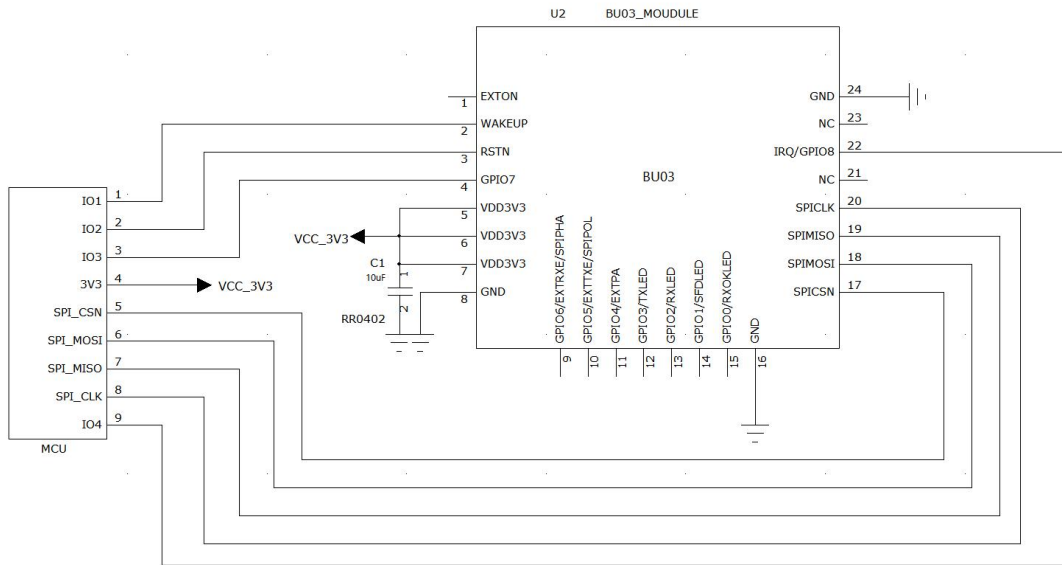 U2 BU03_MOUDULE
BU03
1 EXTON
2 WAKEUP
3 RSTN
4 GPIO7
5 VDD3V3
6 VDD3V3
7 VDD3V3
8 GND
GPIO6/EXTRXE/SPIPHA 9
GPIO5/EXTTXE/SPIPOL 10
GPIO4/EXTPA 11
GPIO3/TXLED 12
GPIO2/RXLED 13
GPIO1/SFDLED 14
GPIO0/RXOKLED 15
GND 16
GND 24
NC 23
IRQ/GPIO8 22
NC 21
SPICLK 20
SPIMISO 19
SPIMOSI 18
SPICSN 17
VCC_3V3
C1
10uF
1
2
RR0402
IO1 1
IO2 2
IO3 3
3V3 4
VCC_3V3
SPI_CSN 5
SPI_MOSI 6
SPI_MISO 7
SPI_CLK 8
IO4 9
MCU